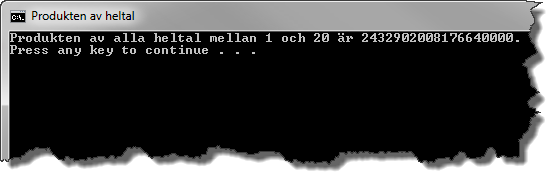 C:\.
Produkten av heltal
Produkten av alla heltal mellan 1 och 20 är 2432902008176640000.
Press any key to continue . . .